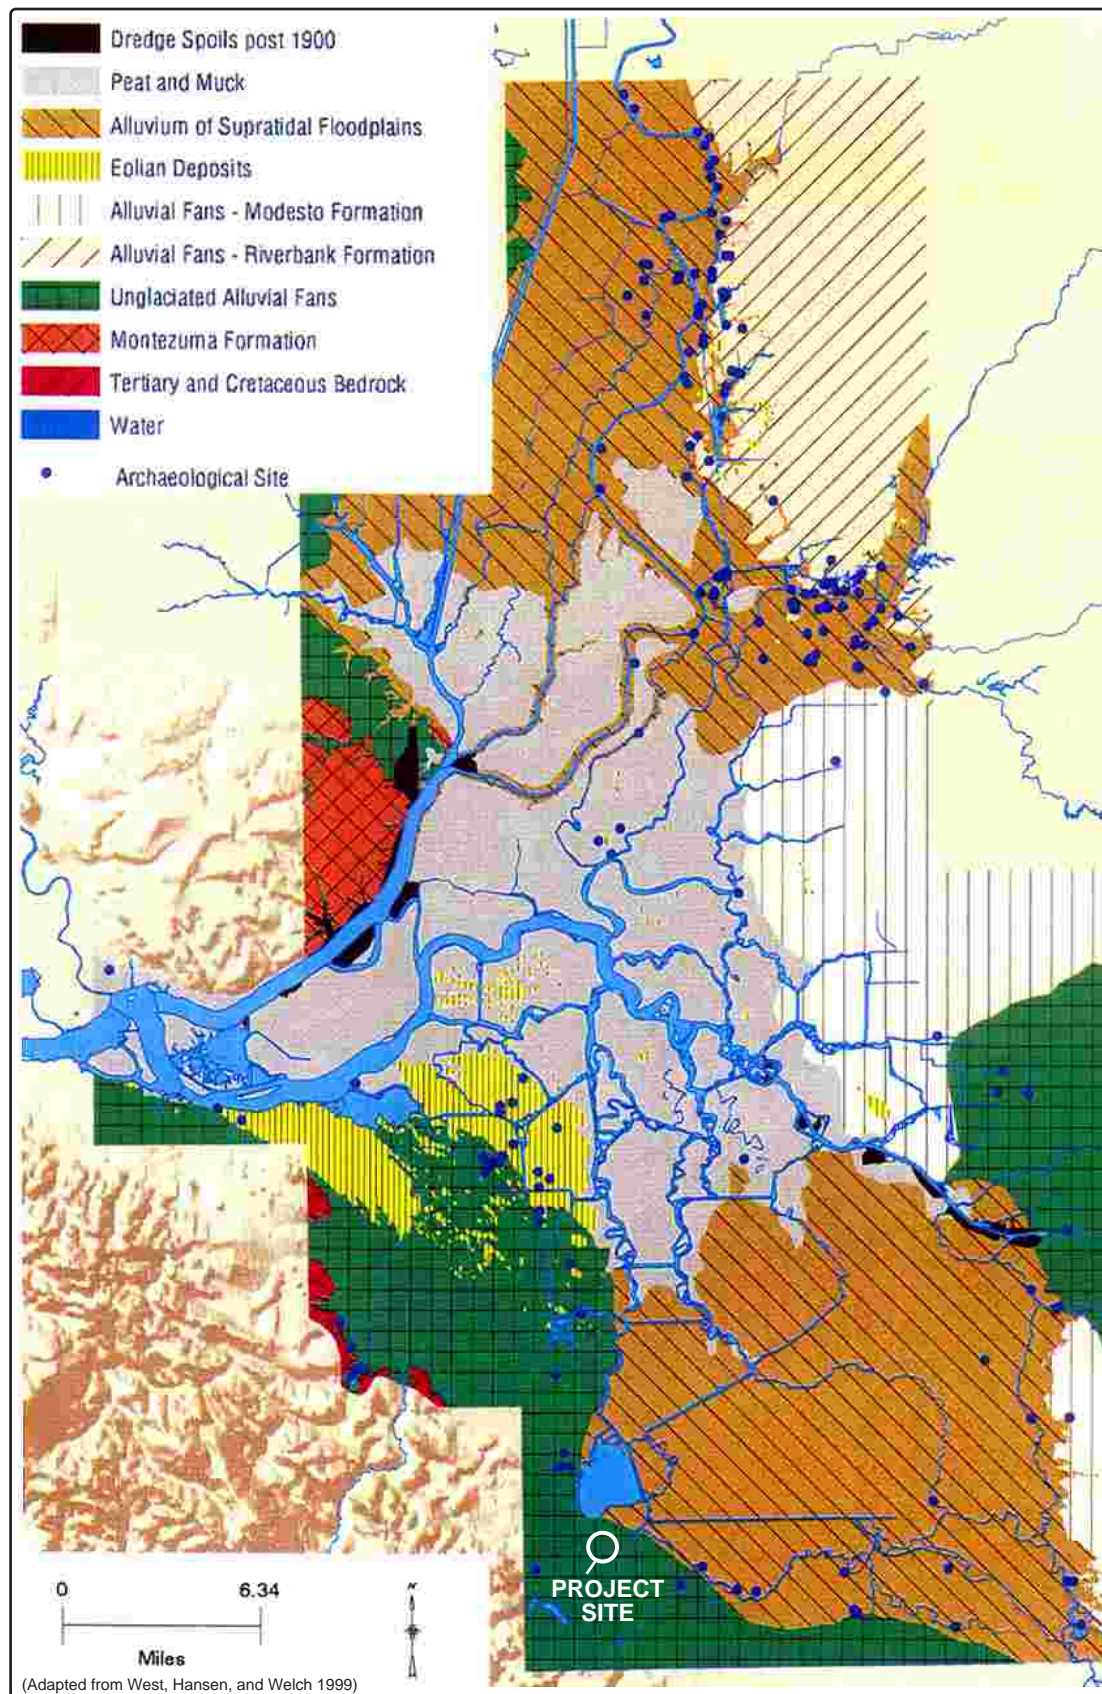 Dredge Spoils post 1900
Peat and Muck
Alluvium of Supratidal Floodplains
Eolian Deposits
Alluvial Fans - Modesto Formation
Alluvial Fans - Riverbank Formation
Unglaciated Alluvial Fans
Montezuma Formation
Tertiary and Cretaceous Bedrock
Water
Archaeological Site
PROJECT
SITE
0 6.34
Miles
N
(Adapted from West, Hansen, and Welch 1999)